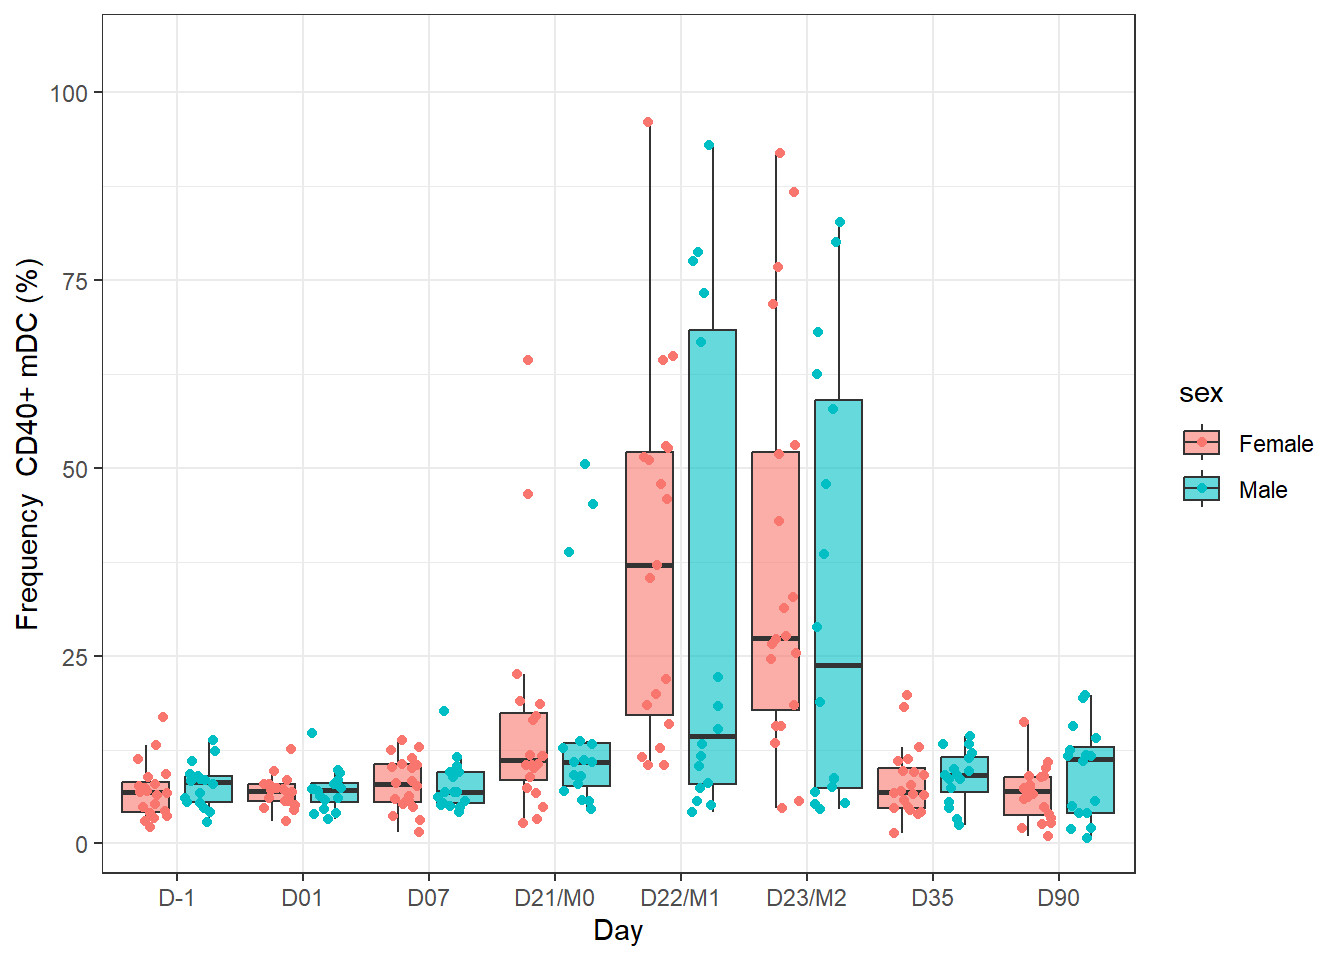 Frequency  CD40+ mDC (%)
100
75
50
25
0
D-1
D01
D07
D21/M0
D22/M1
D23/M2
D35
D90
Day
sex
Female
Male